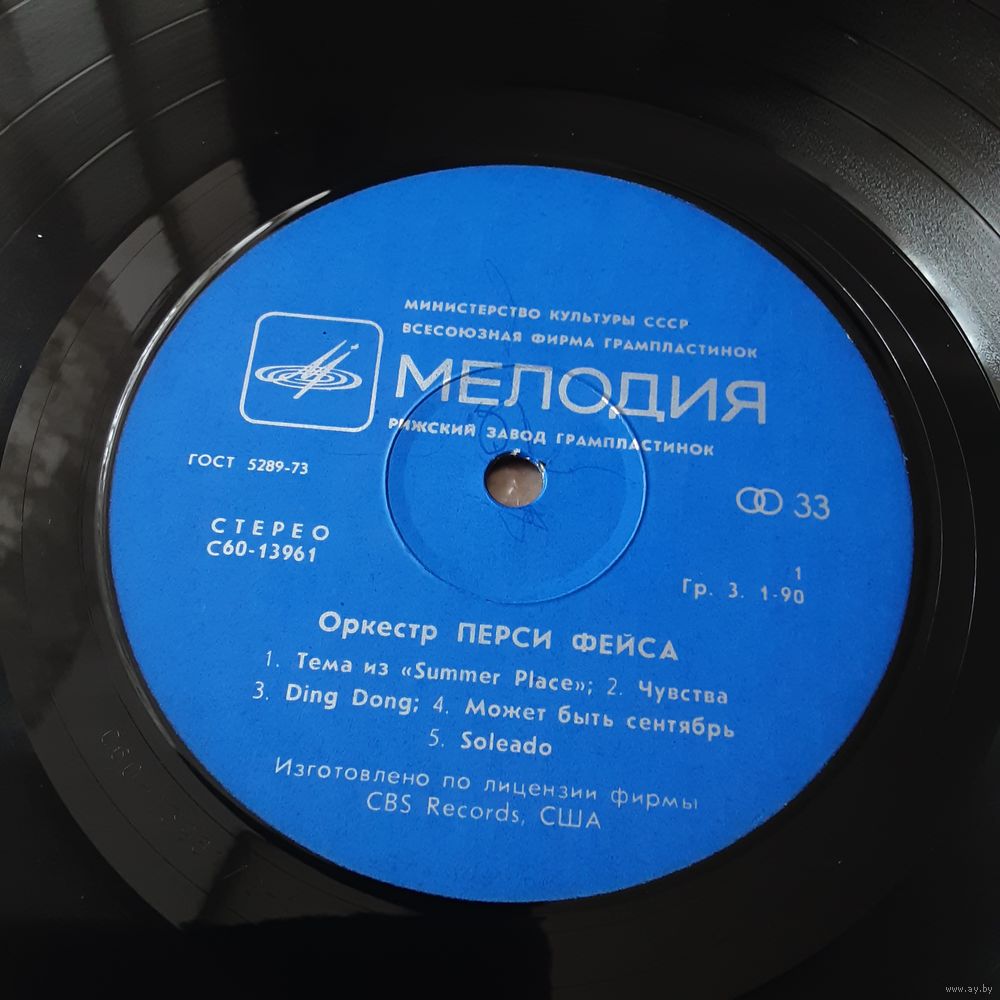 МИНИСТЕРСТВО КУЛЬТУРЫ СССР
ВСЕСОЮЗНАЯ ФИРМА ГРАМПЛАСТИНОК
МЕЛОДИЯ
РИЖСКИЙ ЗАВОД ГРАМПЛАСТИНОК
ГОСТ 5289-73
33
СТЕРЕО
С60-13961
1
Гр. 3. 1-90
Оркестр ПЕРСИ ФЕЙСА
1. Тема из «Summer Place»; 2. Чувства
3. Ding Dong; 4. Может быть сентябрь
5. Soleado
Изготовлено по лицензии фирмы
CBS Records, США
С60
www.ay.by